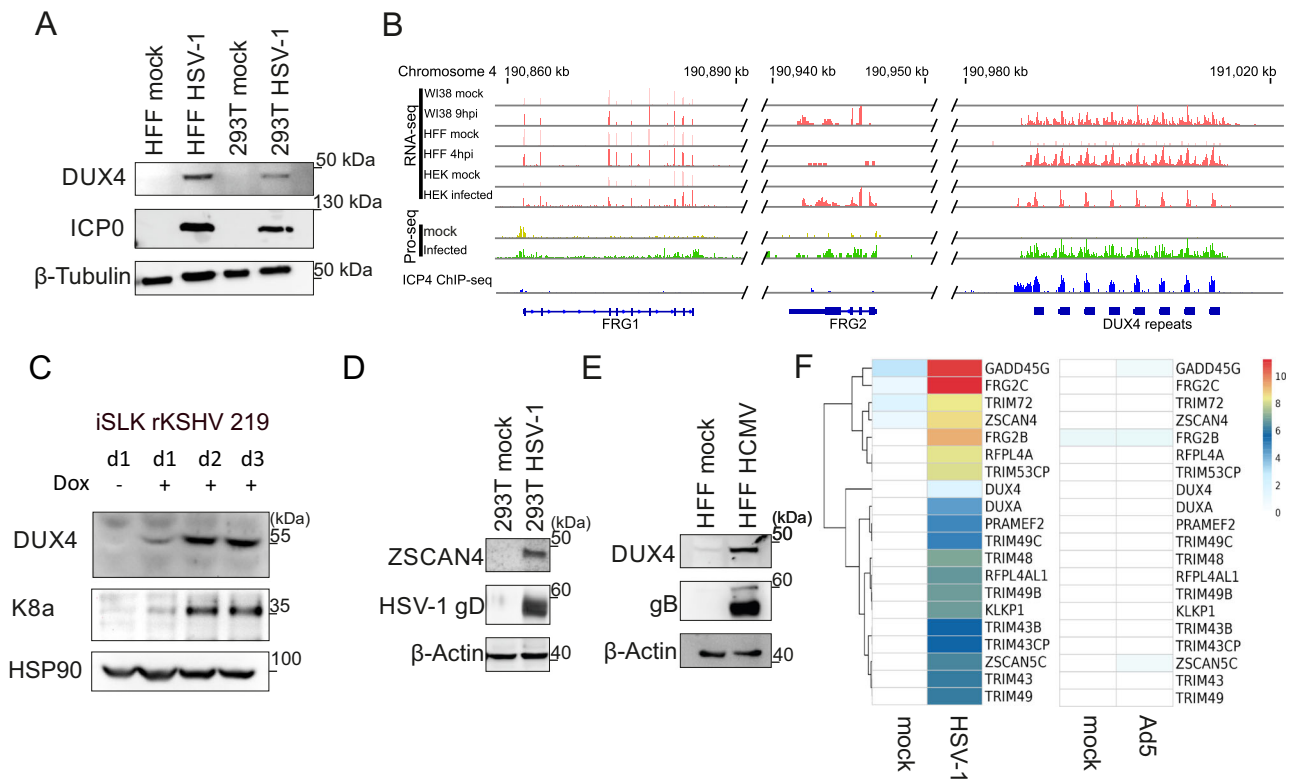 A
HFF mock
HFF HSV-1
293T mock
293T HSV-1
DUX4
50 kDa
130 kDa
ICP0
β-Tubulin
50 kDa
B
Chromosome 4
190,860 kb
190,890 kb
190,940 kb
190,950 kb
190,980 kb
191,020 kb
RNA-seq
WI38 mock
WI38 9hpi
HFF mock
HFF 4hpi
HEK mock
HEK infected
Pro-seq
mock
Infected
ICP4 ChIP-seq
FRG1
FRG2
DUX4 repeats
C
iSLK rKSHV 219
d1 d1 d2 d3
Dox - + + +
(kDa)
DUX4
55
K8a
35
HSP90
100
D
293T mock
293T HSV-1
(kDa)
50
ZSCAN4
60
HSV-1 gD
β-Actin
40
E
HFF mock
HFF HCMV
(kDa)
50
DUX4
60
gB
β-Actin
40
F
GADD45G GADD45G
FRG2C FRG2C
TRIM72 TRIM72
ZSCAN4 ZSCAN4
FRG2B FRG2B
RFPL4A RFPL4A
TRIM53CP TRIM53CP
DUX4 DUX4
DUXA DUXA
PRAMEF2 PRAMEF2
TRIM49C TRIM49C
TRIM48 TRIM48
RFPL4AL1 RFPL4AL1
TRIM49B TRIM49B
KLKP1 KLKP1
TRIM43B TRIM43B
TRIM43CP TRIM43CP
ZSCAN5C ZSCAN5C
TRIM43 TRIM43
TRIM49 TRIM49
mock
HSV-1
mock
Ad5
10
8
6
4
2
0